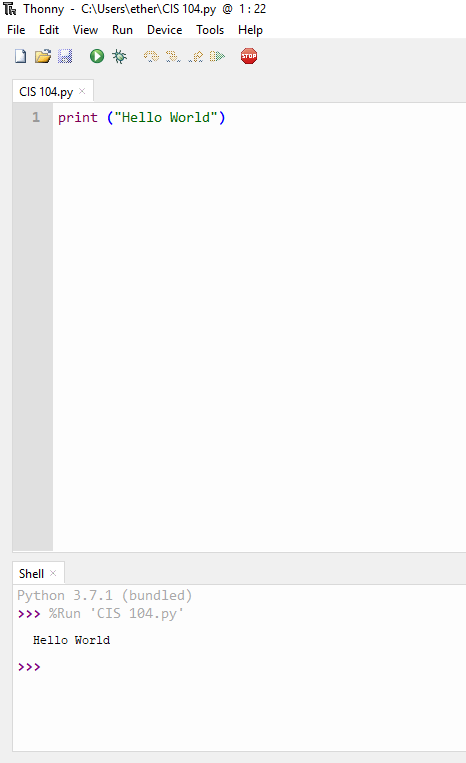 Thonny - C:\Users\ether\CIS 104.py @ 1 : 22
File Edit View Run Device Tools Help
STOP
CIS 104.py ×
1 print ("Hello World")
Shell ×
Python 3.7.1 (bundled)
>>> %Run 'CIS 104.py'
Hello World
>>>